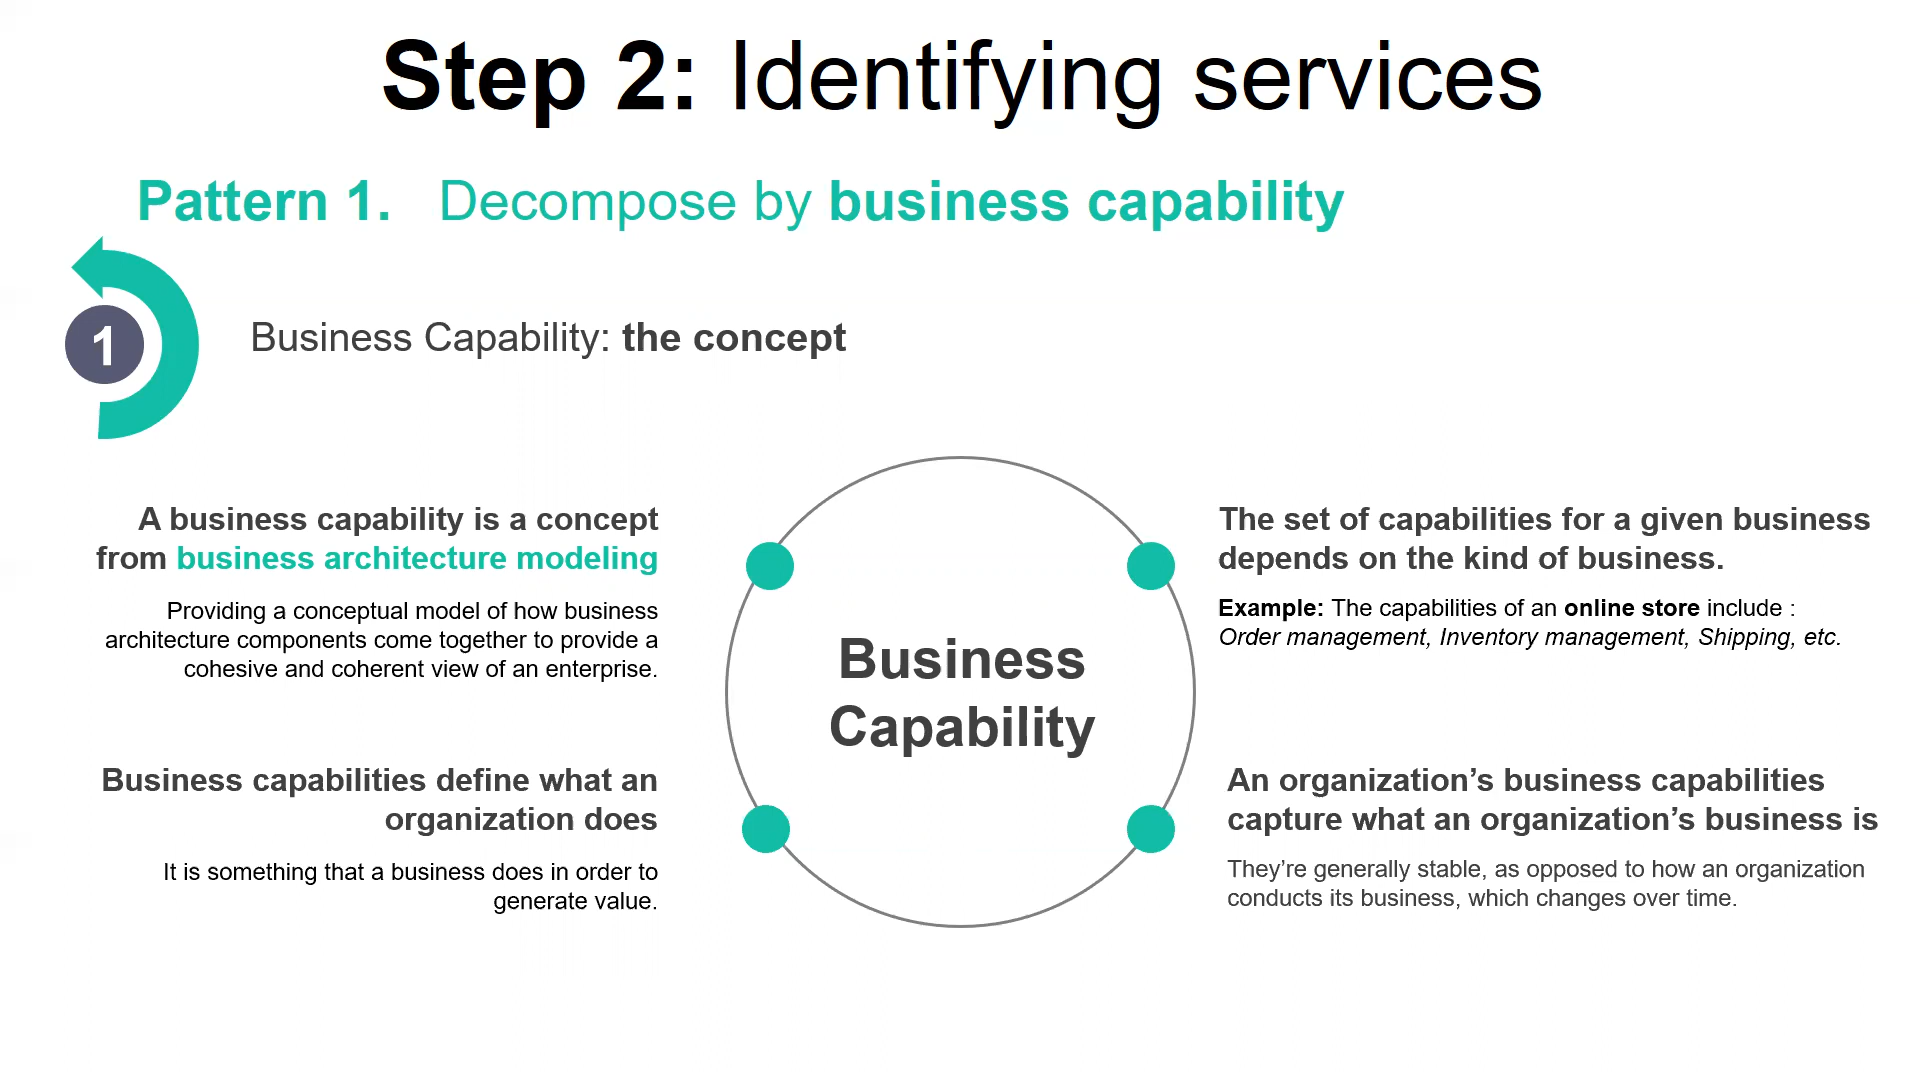 Step 2: Identifying services
Pattern 1. Decompose by business capability
1
Business Capability: the concept
A business capability is a concept
from business architecture modeling
Providing a conceptual model of how business
architecture components come together to provide a
cohesive and coherent view of an enterprise.
Business capabilities define what an
organization does
It is something that a business does in order to
generate value.
Business
Capability
The set of capabilities for a given business
depends on the kind of business.
Example: The capabilities of an online store include :
Order management, Inventory management, Shipping, etc.
An organization’s business capabilities
capture what an organization’s business is
They’re generally stable, as opposed to how an organization
conducts its business, which changes over time.